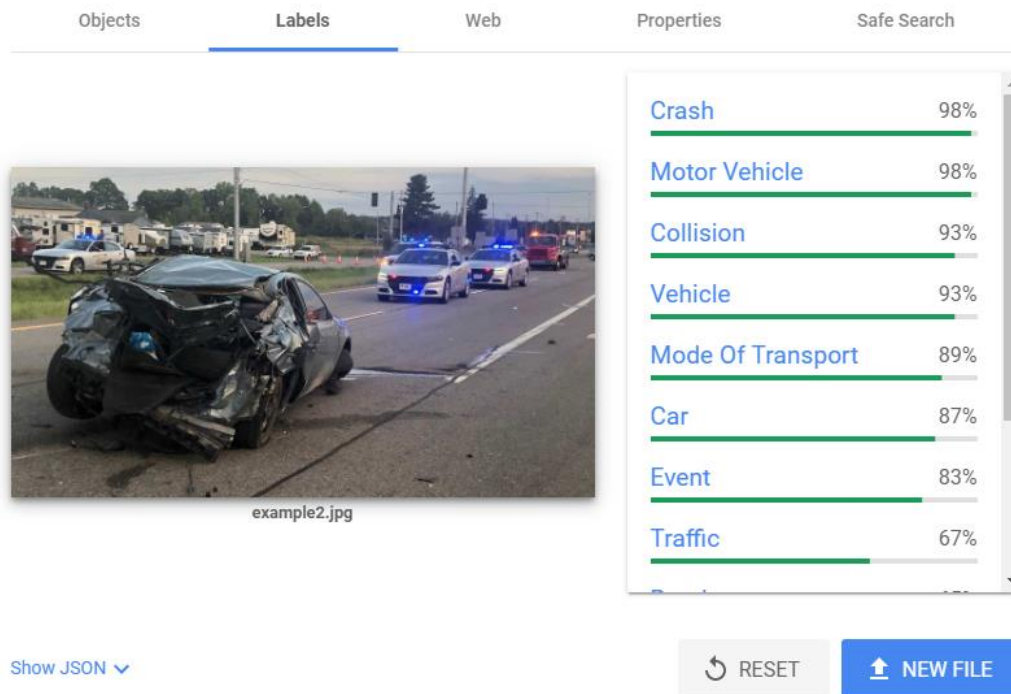 Objects Labels Web Properties Safe Search
Crash 98%
Motor Vehicle 98%
Collision 93%
Vehicle 93%
Mode Of Transport 89%
Car 87%
Event 83%
Traffic 67%
example2.jpg
Show JSON
RESET
NEW FILE